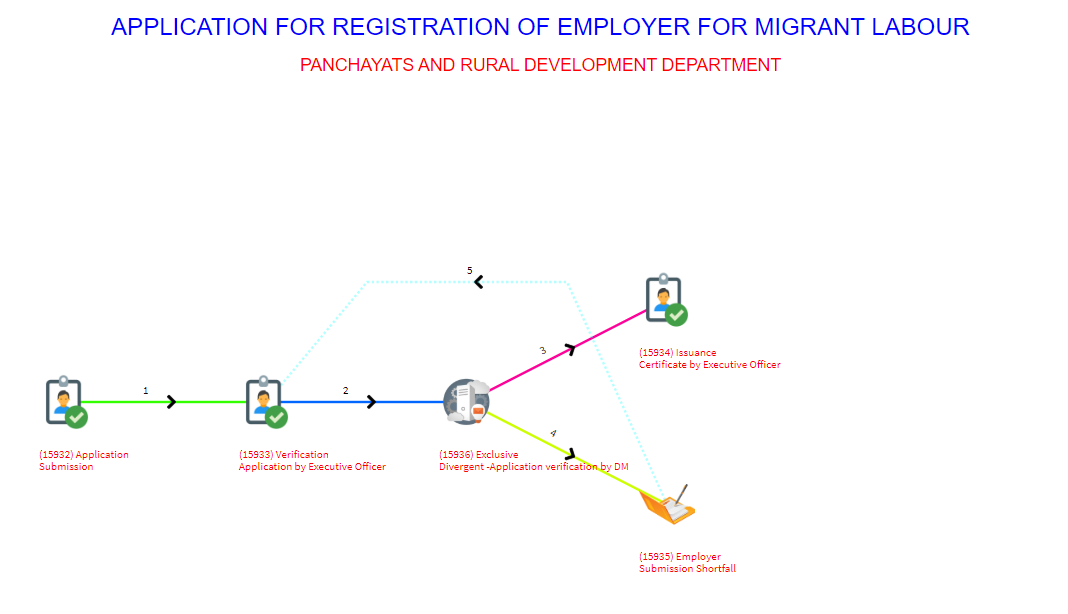 APPLICATION FOR REGISTRATION OF EMPLOYER FOR MIGRANT LABOUR
PANCHAYATS AND RURAL DEVELOPMENT DEPARTMENT
5
3
(15934) Issuance
Certificate by Executive Officer
1
2
4
(15932) Application
Submission
(15933) Verification
Application by Executive Officer
(15936) Exclusive
Divergent -Application verification by DM
(15935) Employer
Submission Shortfall